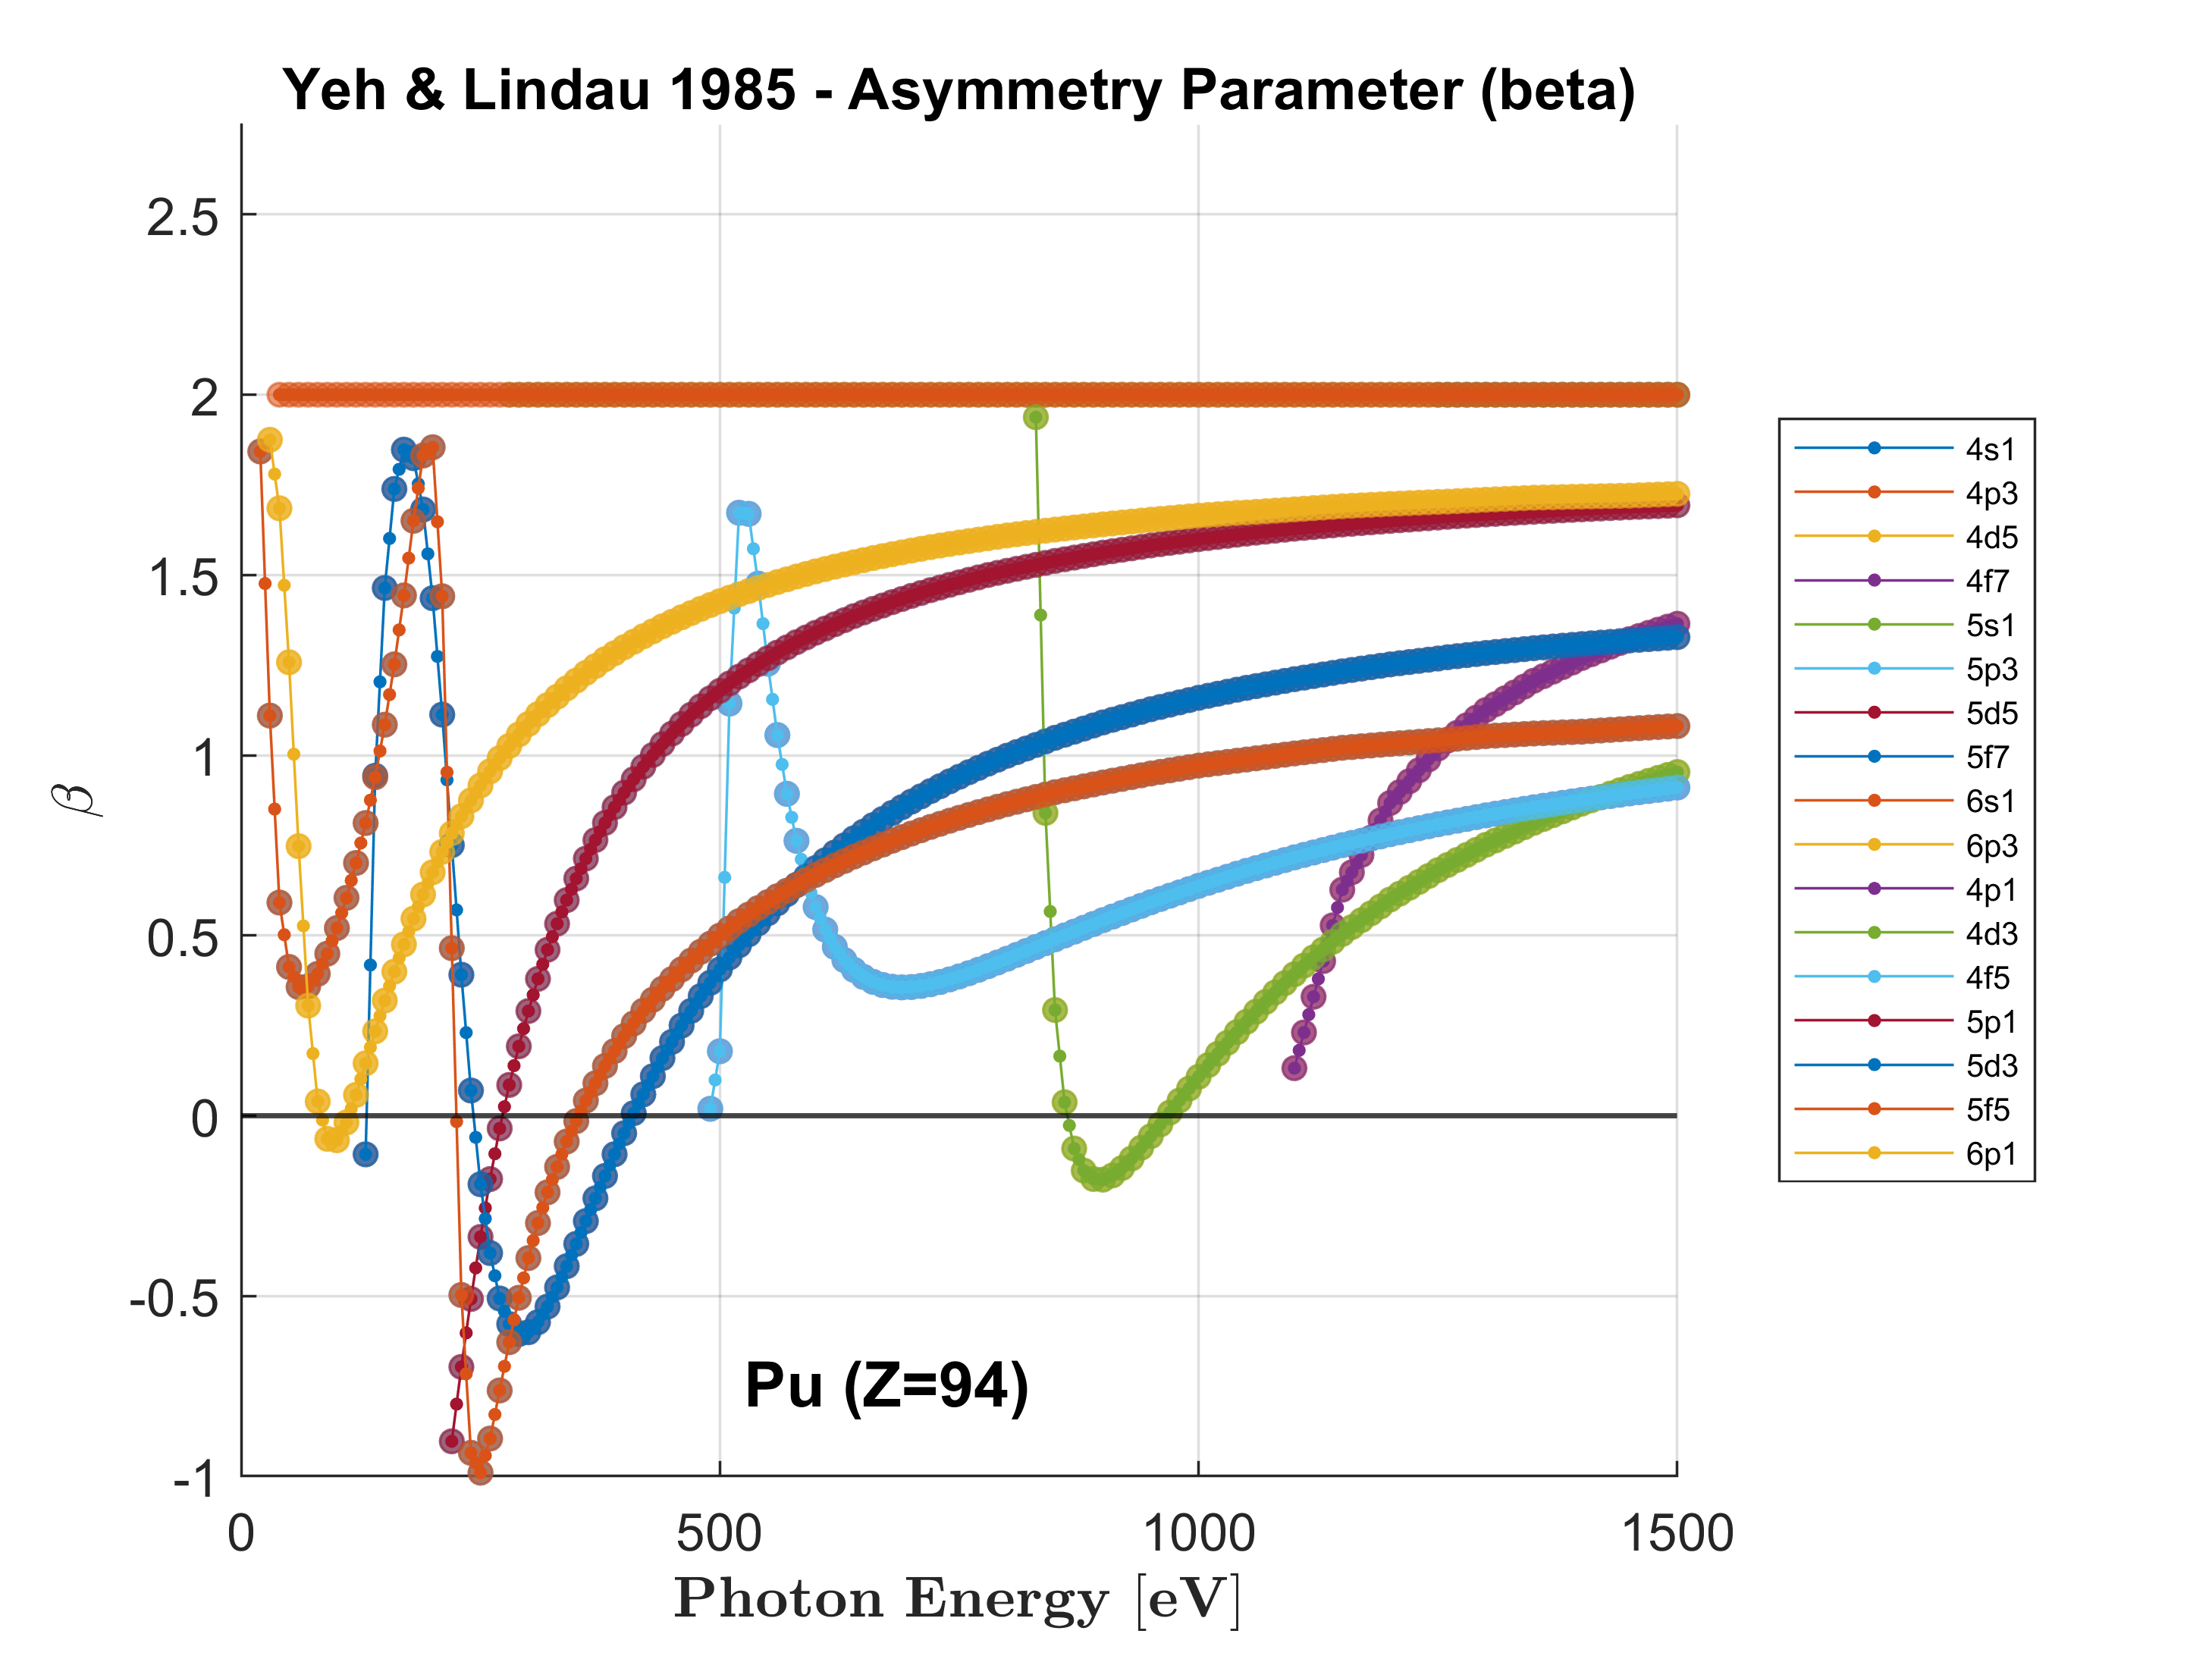 Yeh & Lindau 1985 - Asymmetry Parameter (beta)
2.5
2
1.5
1
0.5
0
-0.5
-1
β
0 500 1000 1500
Photon Energy [eV]
Pu (Z=94)
4s1
4p3
4d5
4f7
5s1
5p3
5d5
5f7
6s1
6p3
4p1
4d3
4f5
5p1
5d3
5f5
6p1